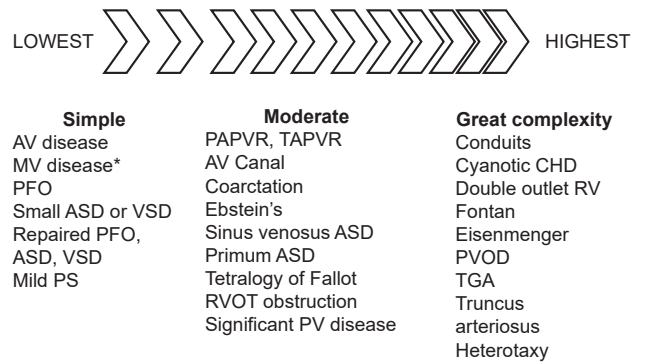 LOWEST
HIGHEST
Simple
AV disease
MV disease*
PFO
Small ASD or VSD
Repaired PFO,
ASD, VSD
Mild PS
Moderate
PAPVR, TAPVR
AV Canal
Coarctation
Ebstein's
Sinus venosus ASD
Primum ASD
Tetralogy of Fallot
RVOT obstruction
Significant PV disease
Great complexity
Conduits
Cyanotic CHD
Double outlet RV
Fontan
Eisenmenger
PVOD
TGA
Truncus
arteriosus
Heterotaxy